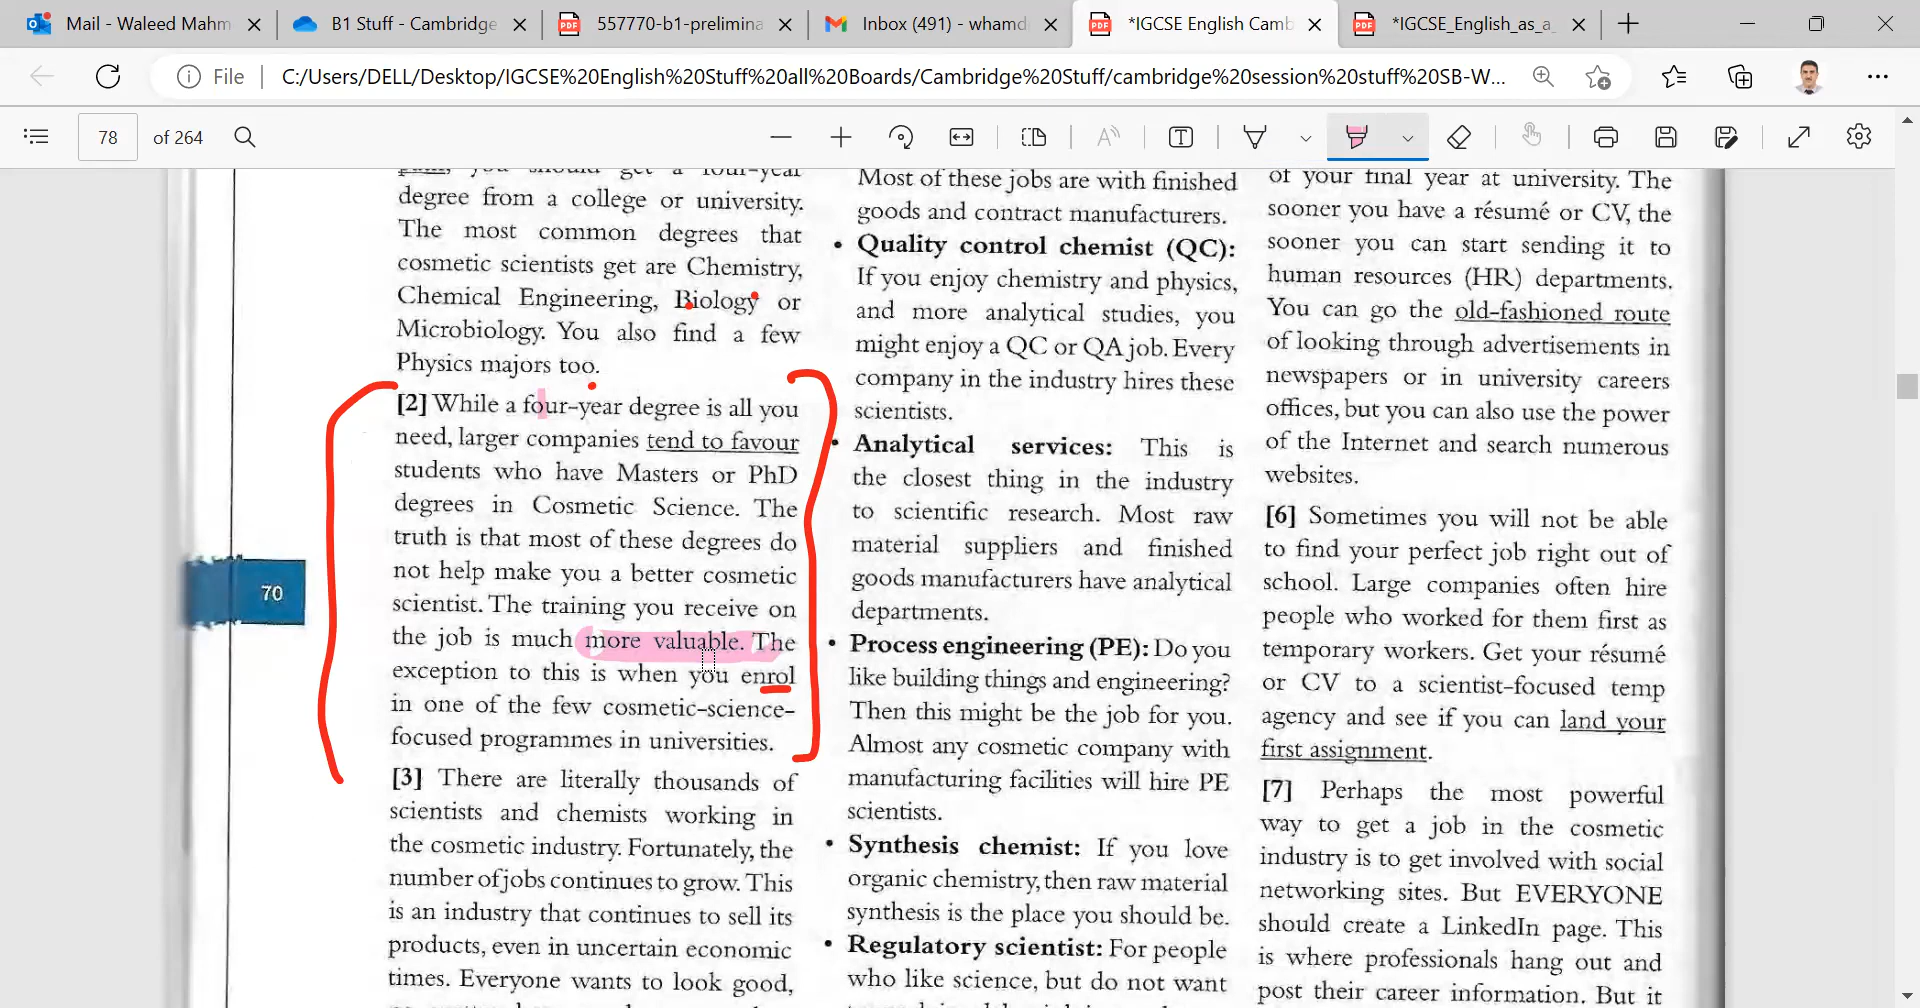 Mail - Waleed Mahm
B1 Stuff - Cambridge
557770-b1-prelimina
Inbox (491) - whamd
*IGCSE English Camb
*IGCSE_English_as_a_
File
C:/Users/DELL/Desktop/IGCSE%20English%20Stuff%20all%20Boards/Cambridge%20Stuff/cambridge%20session%20stuff%20SB-W...
78 of 264
degree from a college or university.
The most common degrees that
cosmetic scientists get are Chemistry,
Chemical Engineering, Biology or
Microbiology. You also find a few
Physics majors too.
[2] While a four-year degree is all you
need, larger companies tend to favour
students who have Masters or PhD
degrees in Cosmetic Science. The
truth is that most of these degrees do
not help make you a better cosmetic
scientist. The training you receive on
the job is much more valuable. The
exception to this is when you enrol
in one of the few cosmetic-science-
focused programmes in universities.
[3] There are literally thousands of
scientists and chemists working in
the cosmetic industry. Fortunately, the
number of jobs continues to grow. This
is an industry that continues to sell its
products, even in uncertain economic
times. Everyone wants to look good,
70
Most of these jobs are with finished
goods and contract manufacturers.
• Quality control chemist (QC):
If you enjoy chemistry and physics,
and more analytical studies, you
might enjoy a QC or QA job. Every
company in the industry hires these
scientists.
• Analytical services: This is
the closest thing in the industry
to scientific research. Most raw
material suppliers and finished
goods manufacturers have analytical
departments.
• Process engineering (PE): Do you
like building things and engineering?
Then this might be the job for you.
Almost any cosmetic company with
manufacturing facilities will hire PE
scientists.
• Synthesis chemist: If you love
organic chemistry, then raw material
synthesis is the place you should be.
• Regulatory scientist: For people
who like science, but do not want
of your final year at university. The
sooner you have a résumé or CV, the
sooner you can start sending it to
human resources (HR) departments.
You can go the old-fashioned route
of looking through advertisements in
newspapers or in university careers
offices, but you can also use the power
of the Internet and search numerous
websites.
[6] Sometimes you will not be able
to find your perfect job right out of
school. Large companies often hire
people who worked for them first as
temporary workers. Get your résumé
or CV to a scientist-focused temp
agency and see if you can land your
first assignment.
[7] Perhaps the most powerful
way to get a job in the cosmetic
industry is to get involved with social
networking sites. But EVERYONE
should create a LinkedIn page. This
is where professionals hang out and
post their career information. But it